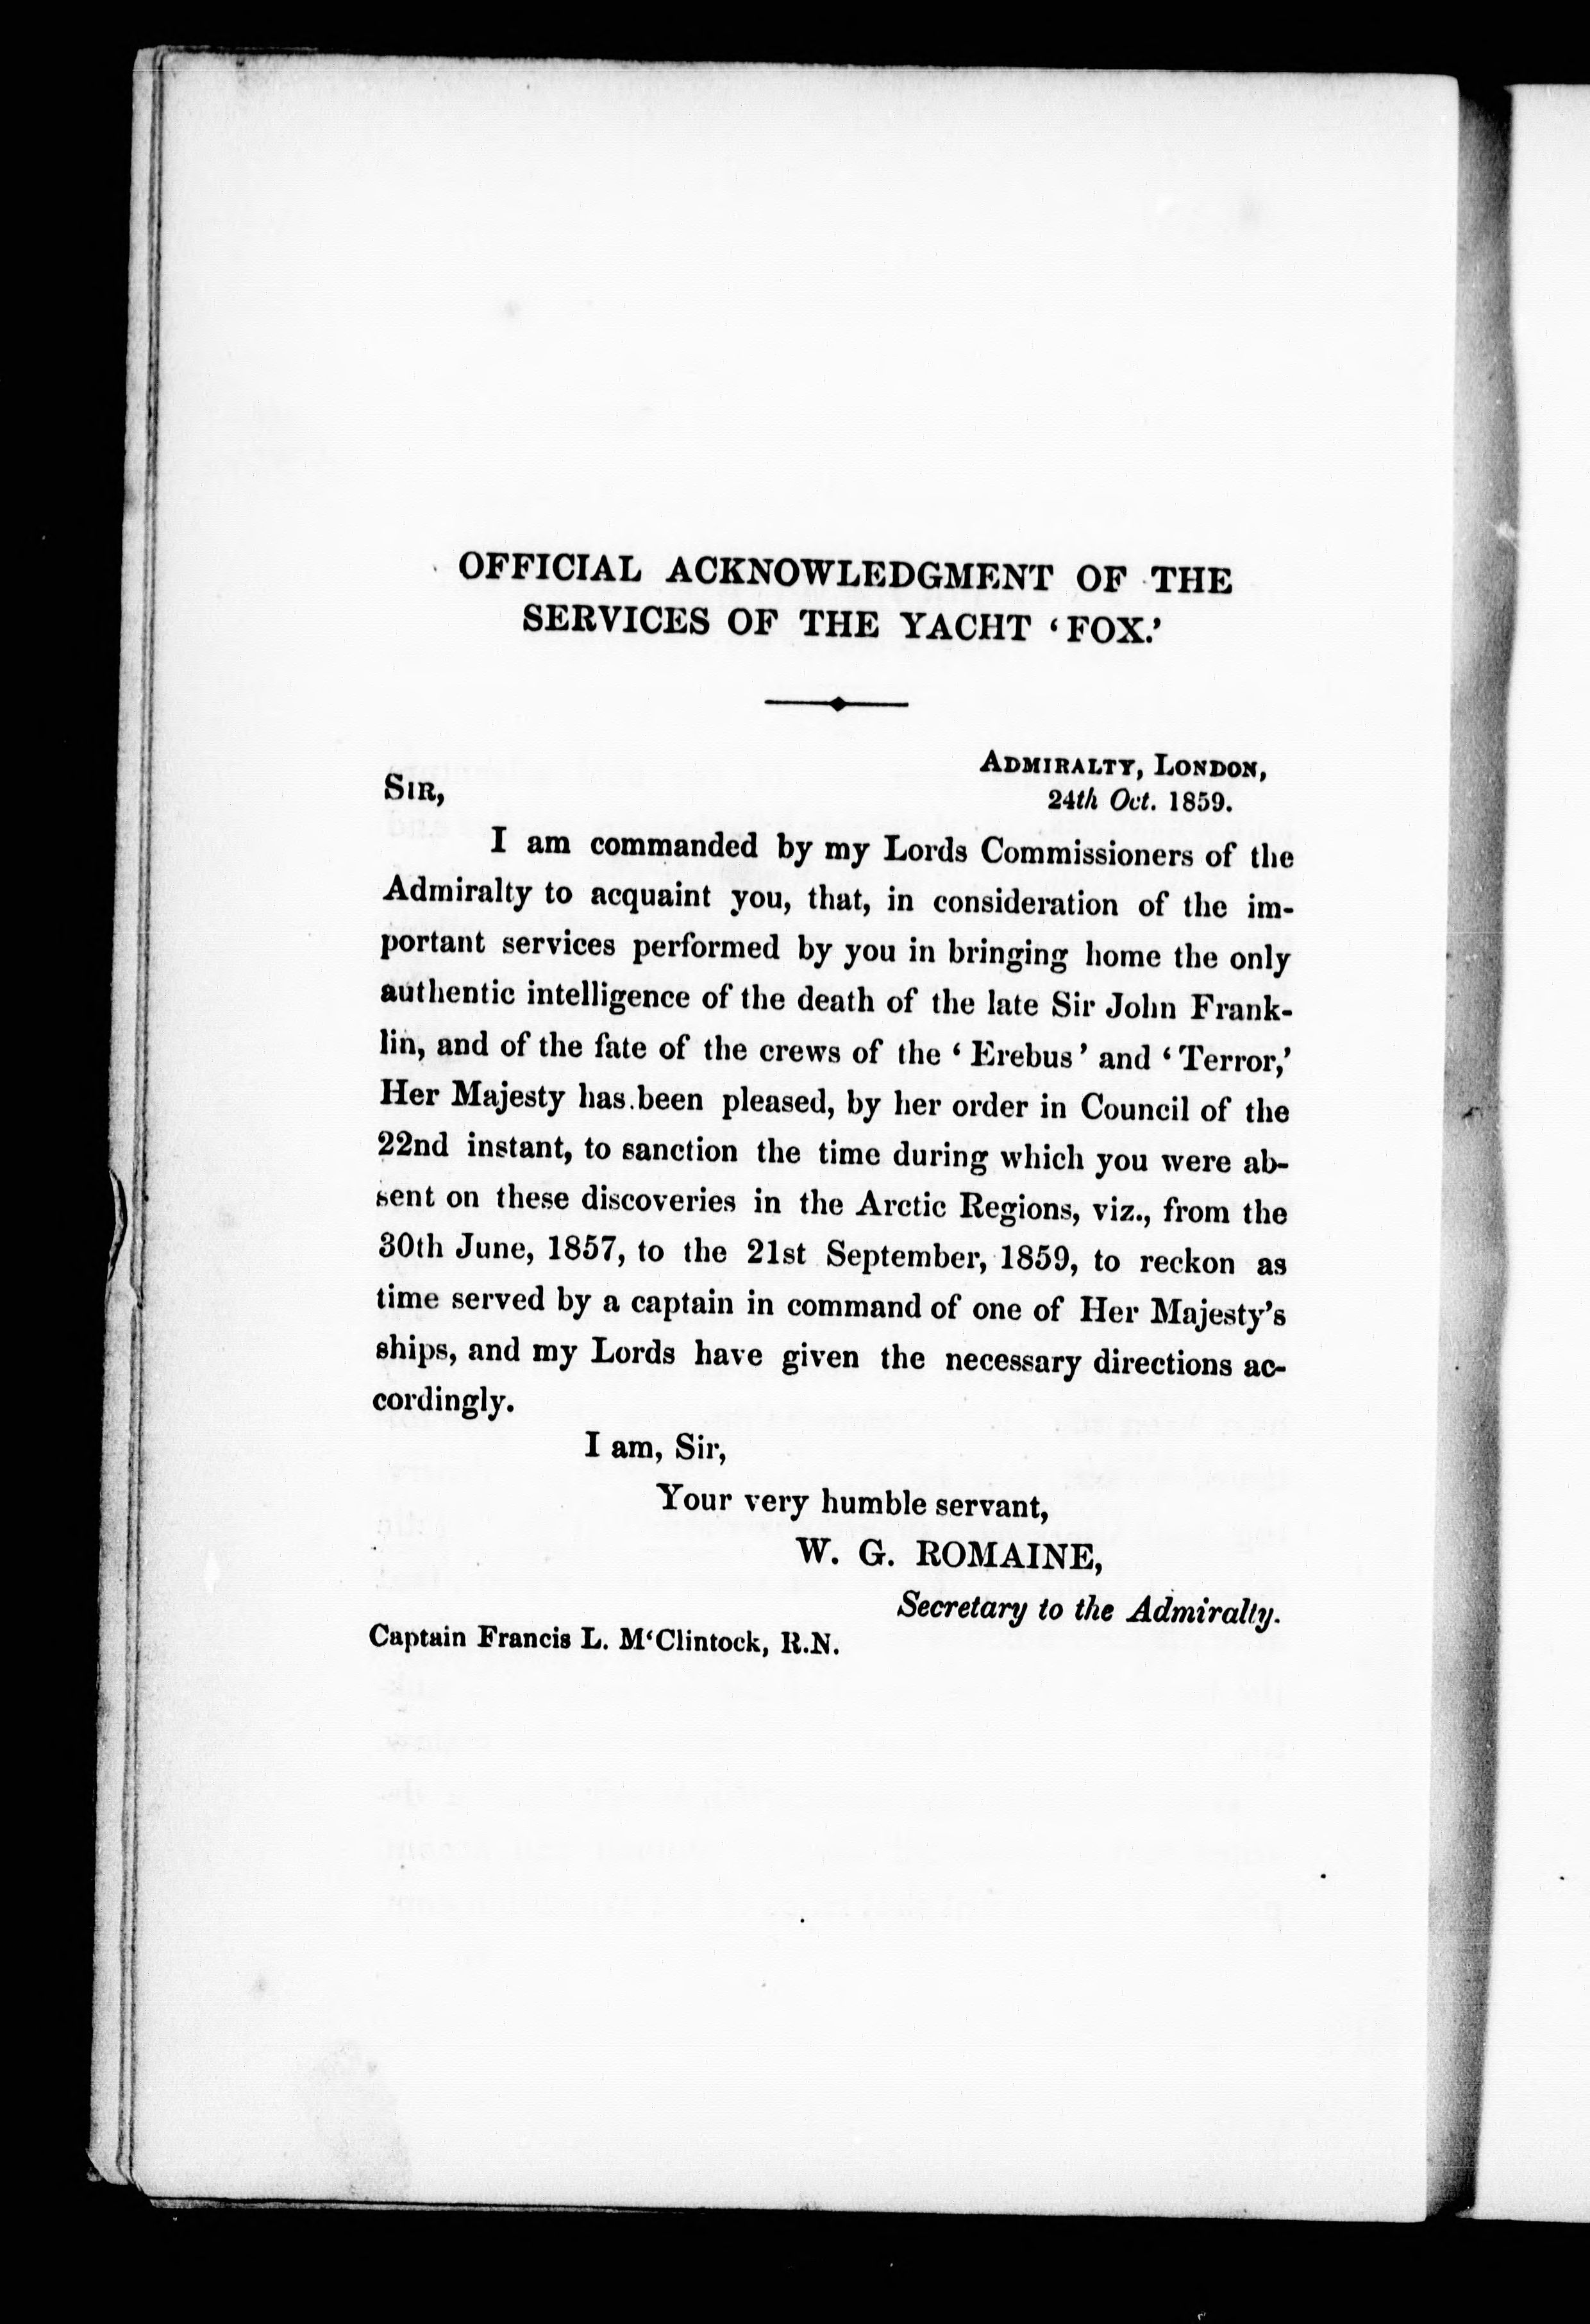 OFFICIAL ACKNOWLEDGMENT OF THE
SERVICES OF THE YACHT ‘FOX.’
ADMIRALTY, LONDON,
24th Oct. 1859.
SIR,
I am commanded by my Lords Commissioners of the
Admiralty to acquaint you, that, in consideration of the im-
portant services performed by you in bringing home the only
authentic intelligence of the death of the late Sir John Frank-
lin, and of the fate of the crews of the ‘Erebus’ and ‘Terror,’
Her Majesty has been pleased, by her order in Council of the
22nd instant, to sanction the time during which you were ab-
sent on these discoveries in the Arctic Regions, viz., from the
30th June, 1857, to the 21st September, 1859, to reckon as
time served by a captain in command of one of Her Majesty’s
ships, and my Lords have given the necessary directions ac-
cordingly.
I am, Sir,
Your very humble servant,
W. G. ROMAINE,
Secretary to the Admiralty.
Captain Francis L. M‘Clintock, R.N.